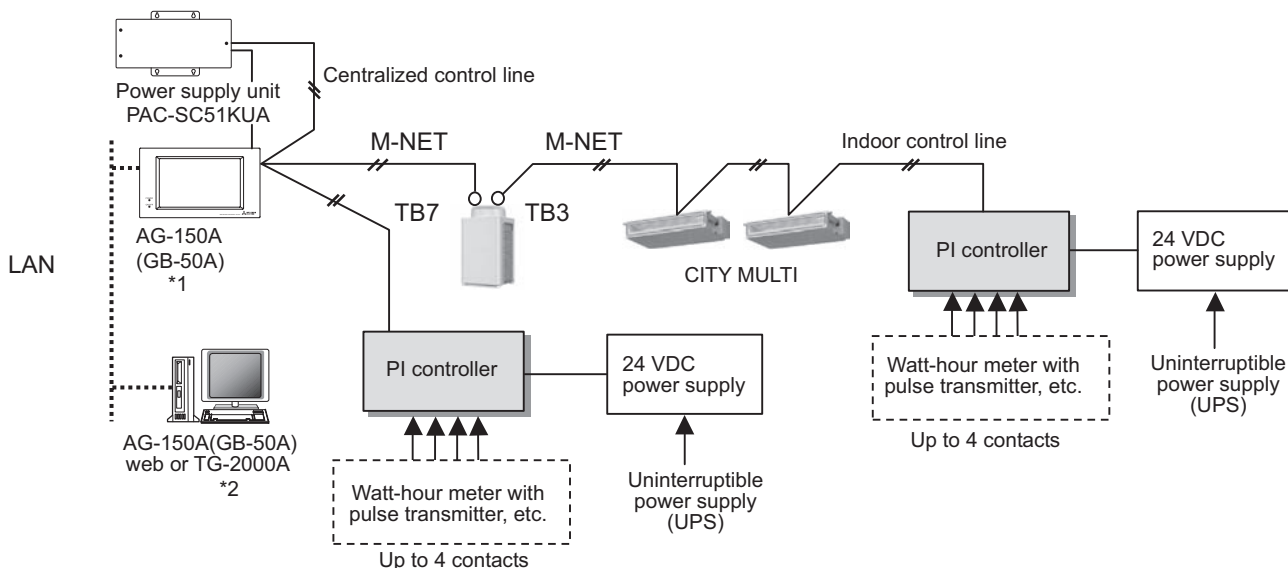 Power supply unit
PAC-SC51KUA
Centralized control line
M-NET
M-NET
Indoor control line
TB7
TB3
AG-150A
(GB-50A)
*1
LAN
CITY MULTI
PI controller
24 VDC
power supply
Watt-hour meter with
pulse transmitter, etc.
Up to 4 contacts
Uninterruptible
power supply
(UPS)
PI controller
24 VDC
power supply
AG-150A(GB-50A)
web or TG-2000A
*2
Watt-hour meter with
pulse transmitter, etc.
Up to 4 contacts
Uninterruptible
power supply
(UPS)